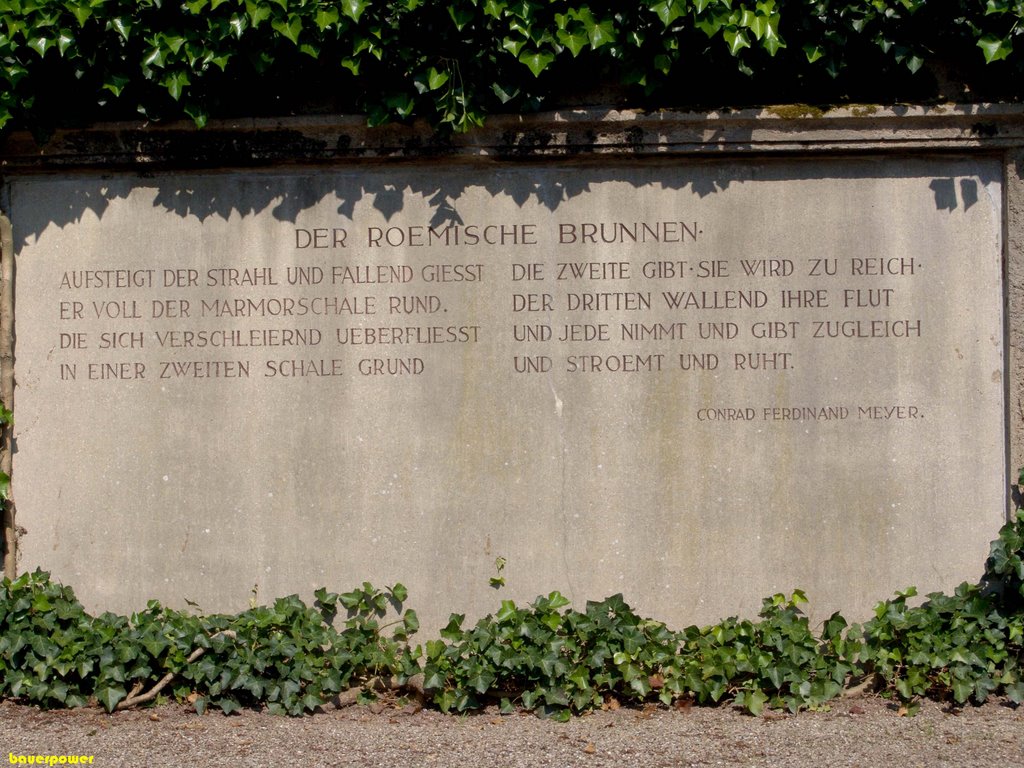 DER ROEMISCHE BRUNNEN·
AUFSTEIGT DER STRAHL UND FALLEND GIESST
ER VOLL DER MARMORSCHALE RUND.
DIE SICH VERSCHLEIERND UEBERFLIESST
IN EINER ZWEITEN SCHALE GRUND
DIE ZWEITE GIBT·SIE WIRD ZU REICH·
DER DRITTEN WALLEND IHRE FLUT
UND JEDE NIMMT UND GIBT ZUGLEICH
UND STROEMT UND RUHT.
CONRAD FERDINAND MEYER.
bauerpower